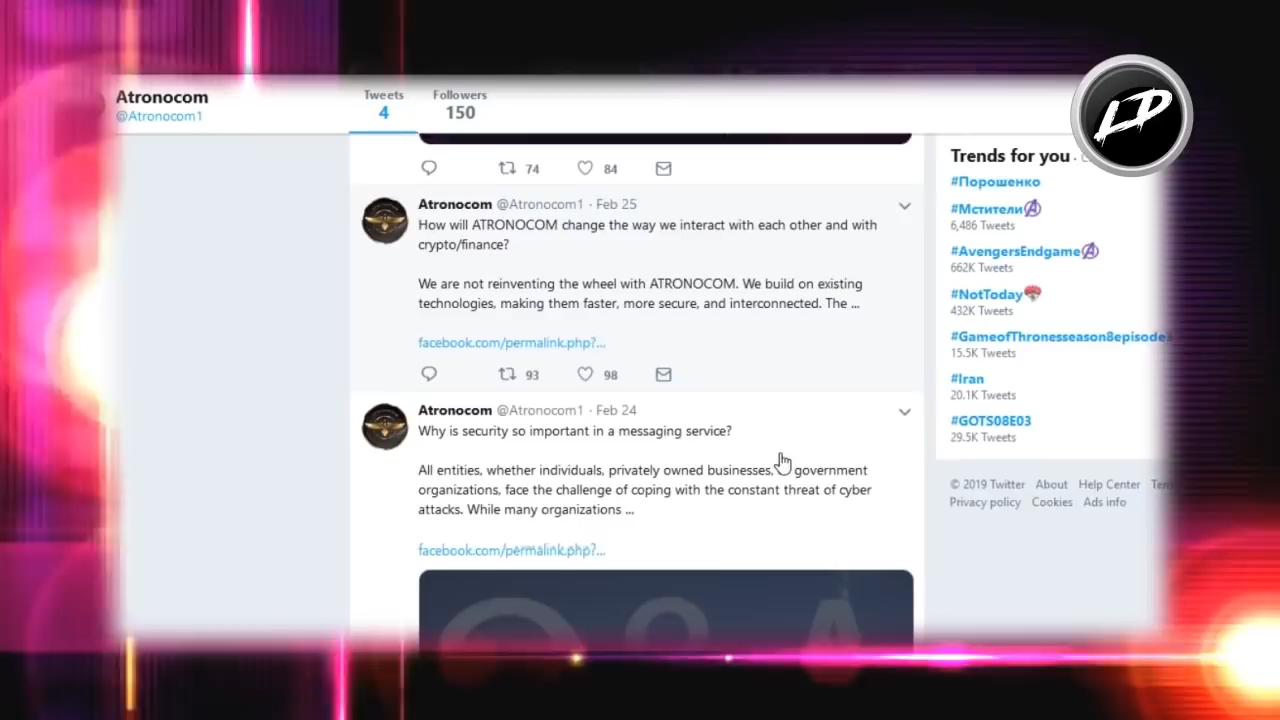 Atronocom
@Atronocom1
Tweets
4
Followers
150
LD
74
84
Atronocom @Atronocom1 · Feb 25
How will ATRONOCOM change the way we interact with each other and with
crypto/finance?
We are not reinventing the wheel with ATRONOCOM. We build on existing
technologies, making them faster, more secure, and interconnected. The ...
facebook.com/permalink.php?...
93
98
Atronocom @Atronocom1 · Feb 24
Why is security so important in a messaging service?
All entities, whether individuals, privately owned businesses, government
organizations, face the challenge of coping with the constant threat of cyber
attacks. While many organizations ...
facebook.com/permalink.php?...
Q & A
Trends for you ·
#Порошенко
#Мстители
6,486 Tweets
#AvengersEndgame
662K Tweets
#NotToday
432K Tweets
#GameofThronesseason8episode
15.5K Tweets
#Iran
20.1K Tweets
#GOTS08E03
29.5K Tweets
© 2019 Twitter About Help Center
Privacy policy Cookies Ads info